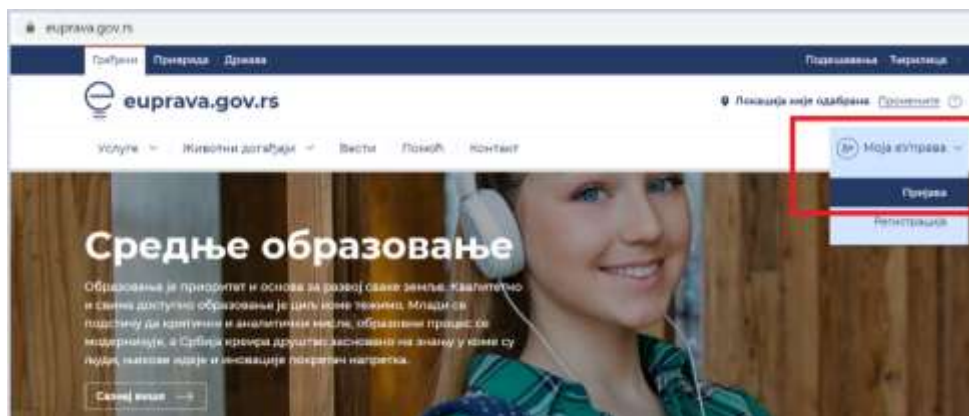 euprava.gov.rs
Грађани Привреда Држава
Подешавања Ћирилица
euprava.gov.rs
Локација није одабрана Промените
Услуге Животни догађаји Вести Помоћ Контакт
Моја еУправа
Пријава
Регистрација
Средње образовање
Образовање је приоритет и основа за развој сваке земље. Квалитетно
и свима доступно образовање је циљ коме тежимо. Млади се
подстичу да критички и аналитички мисле, образовни процес се
модернизује, а Србија креира друштво засновано на знању у коме су
људи, њихове идеје и иновације покретач напретка.
Сазнај више